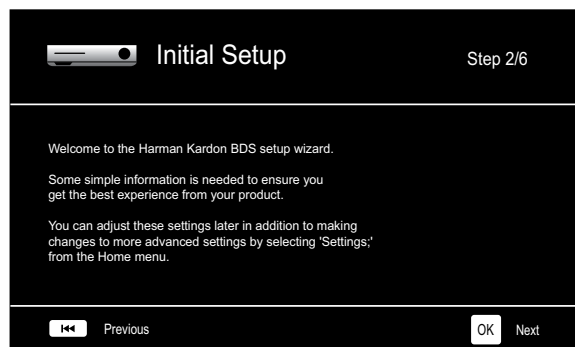 Initial Setup
Step 2/6
Welcome to the Harman Kardon BDS setup wizard.
Some simple information is needed to ensure you
get the best experience from your product.
You can adjust these settings later in addition to making
changes to more advanced settings by selecting 'Settings;'
from the Home menu.
Previous
OK Next